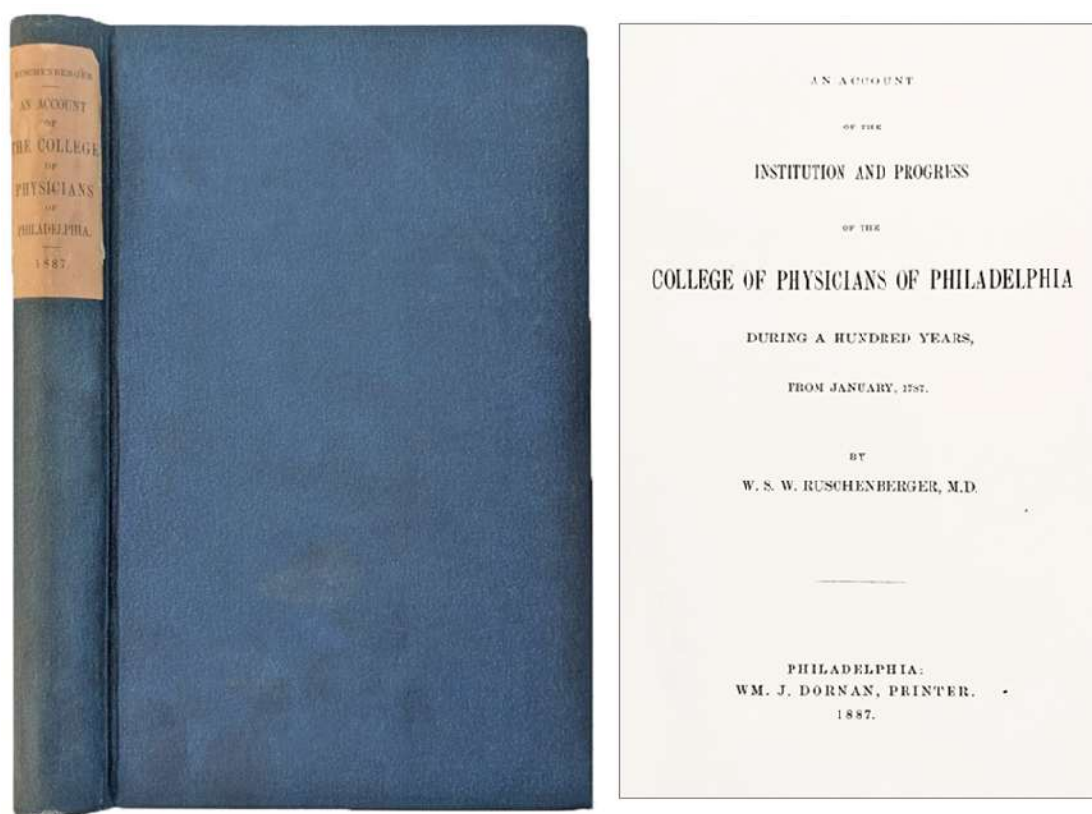 RUSCHENBERGER
AN ACCOUNT
OF
THE COLLEGE
OF
PHYSICIANS
OF
PHILADELPHIA.
1887.
AN ACCOUNT
OF THE
INSTITUTION AND PROGRESS
OF THE
COLLEGE OF PHYSICIANS OF PHILADELPHIA
DURING A HUNDRED YEARS,
FROM JANUARY, 1787.
BY
W. S. W. RUSCHENBERGER, M.D.
PHILADELPHIA:
WM. J. DORNAN, PRINTER.
1887.